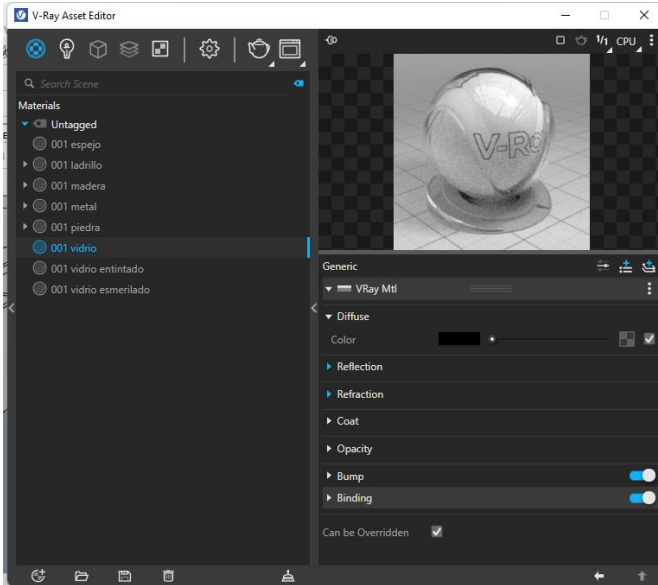 V-Ray Asset Editor
1/1 CPU
Search Scene
Materials
Untagged
001 espejo
001 ladrillo
001 madera
001 metal
001 piedra
001 vidrio
001 vidrio entintado
001 vidrio esmerilado
Generic
VRay Mtl
Diffuse
Color
Reflection
Refraction
Coat
Opacity
Bump
Binding
Can be Overridden